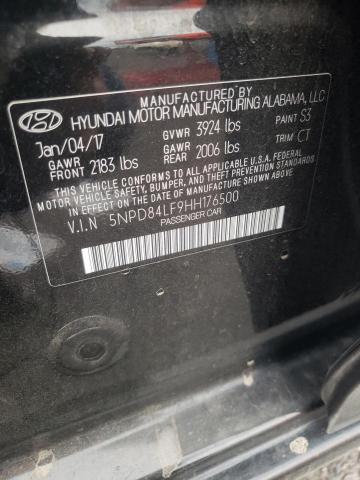 MANUFACTURED BY
HYUNDAI MOTOR MANUFACTURING ALABAMA, LLC
Jan/04/17 GVWR 3924 lbs PAINT S3
GAWR FRONT 2183 lbs GAWR REAR 2006 lbs TRIM CT
THIS VEHICLE CONFORMS TO ALL APPLICABLE U.S.A. FEDERAL
MOTOR VEHICLE SAFETY, BUMPER, AND THEFT PREVENTION
STANDARDS IN EFFECT ON THE DATE OF MANUFACTURE SHOWN ABOVE.
V.I.N 5NPD84LF9HH176500
PASSENGER CAR